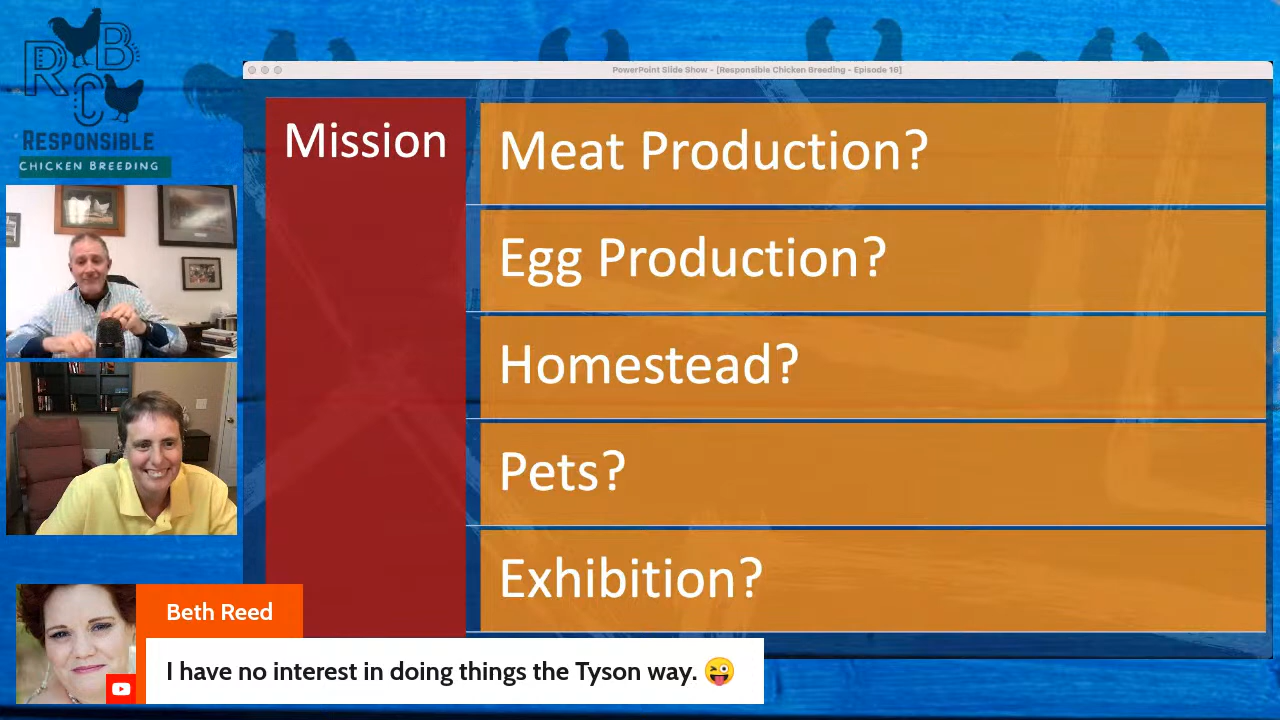 R B C
RESPONSIBLE
CHICKEN BREEDING
PowerPoint Slide Show - [Responsible Chicken Breeding - Episode 16]
Mission
Meat Production?
Egg Production?
Homestead?
Pets?
Exhibition?
Beth Reed
I have no interest in doing things the Tyson way. 😜